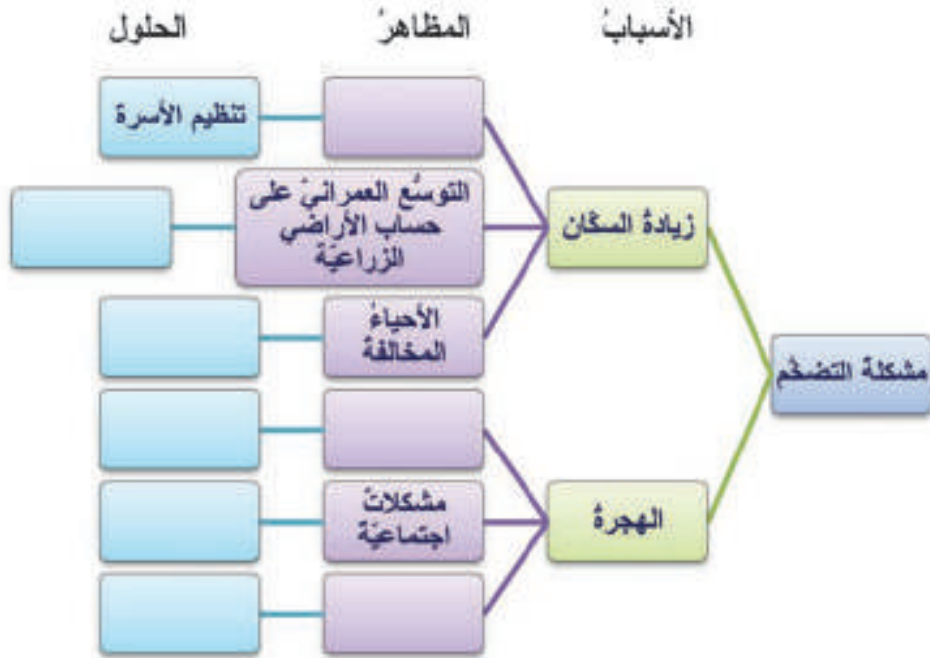 الأسبابُ
المظاهرُ
الحلول
مشكلة التضخّم
زيادةُ السكّان
تنظيم الأسرة
التوسُّع العمرانيّ على
حساب الأراضي
الزراعيّة
الأحياءُ
المخالفة
الهجرةُ
مشكلاتٌ
اجتماعيّة